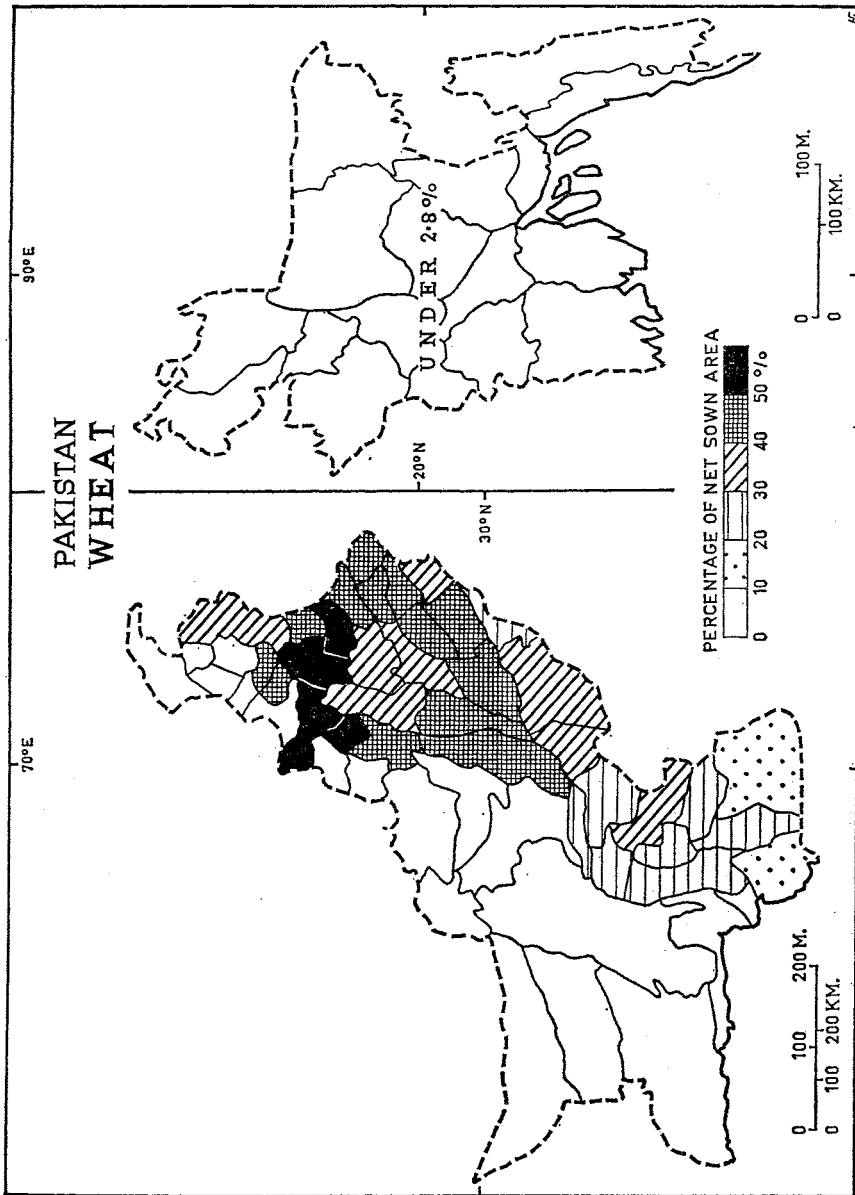 PAKISTAN
WHEAT
90°E
70°E
20°N
30°N
UNDER 2·8%
PERCENTAGE OF NET SOWN AREA
0 10 20 30 40 50 %
0 100 200 M.
0 100 200 KM.
0 100 M.
0 100 KM.